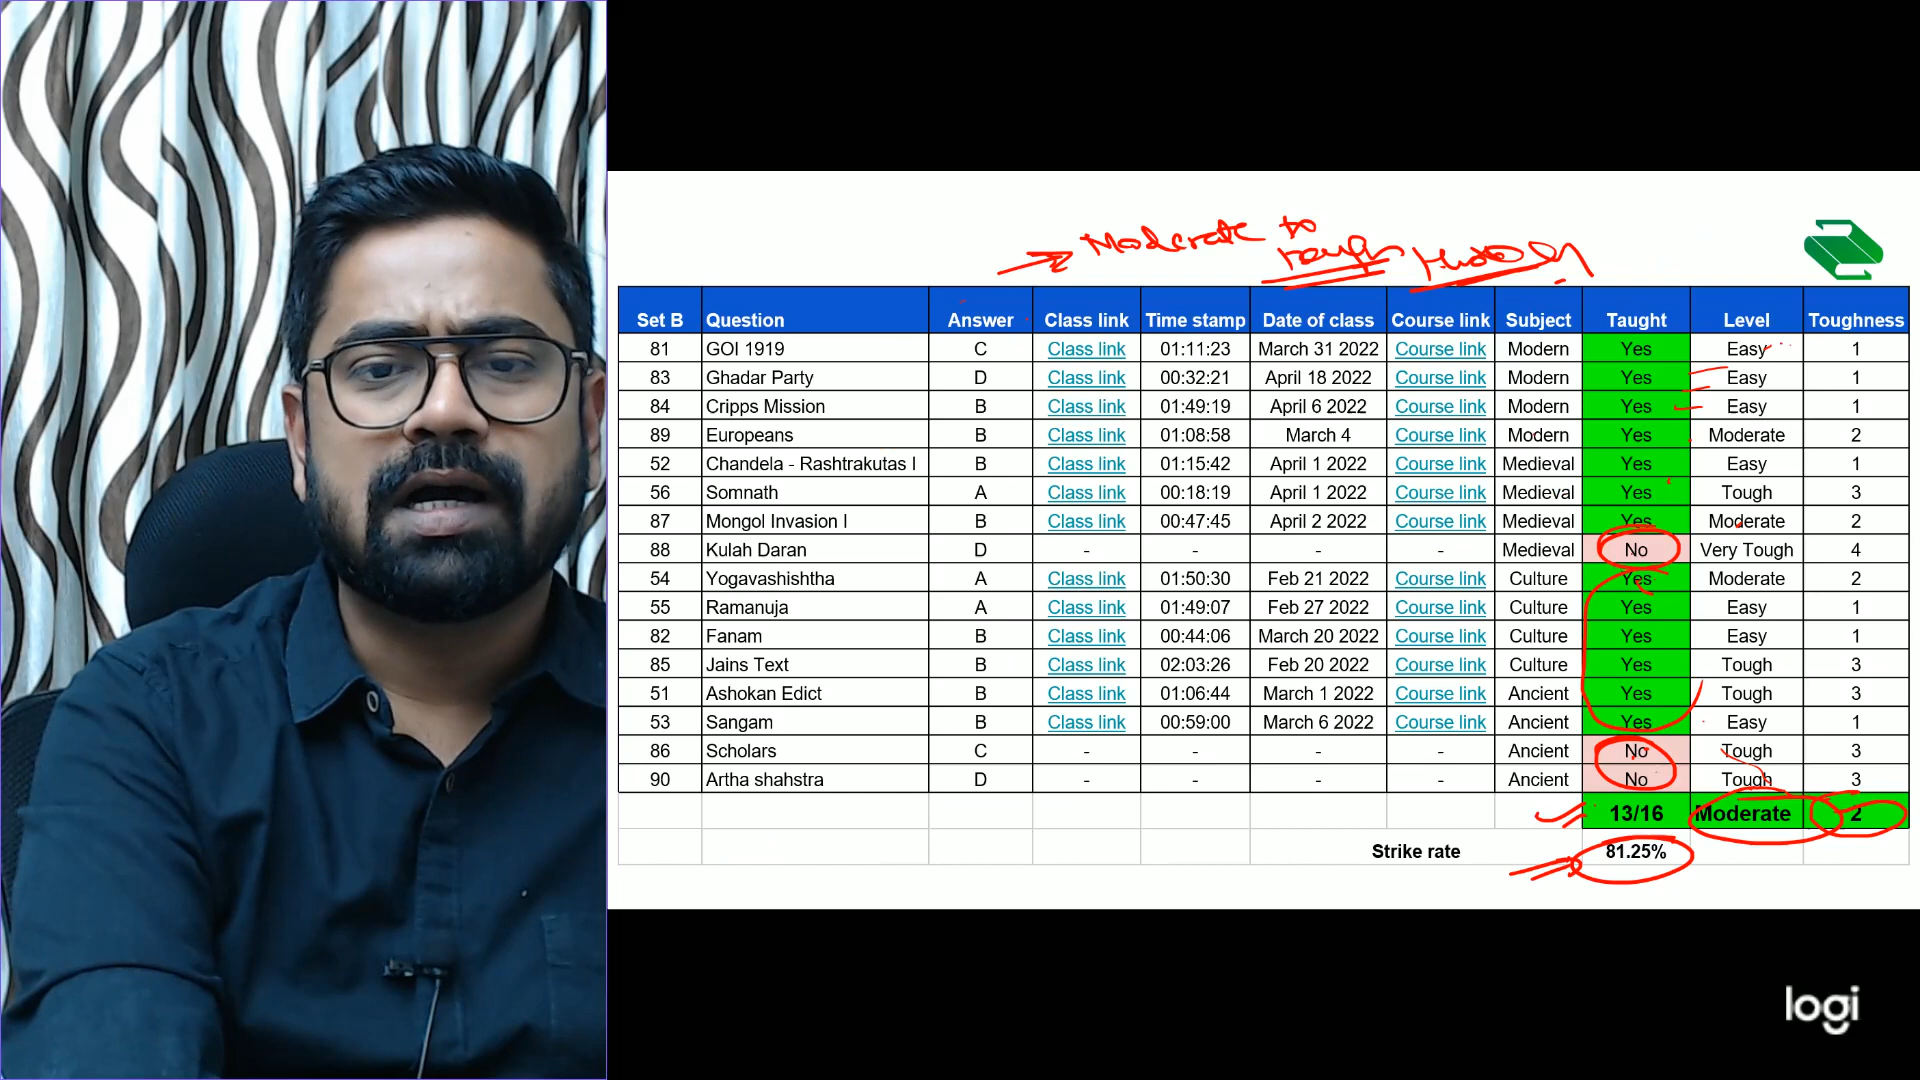 Moderate to
Tough History
Set B Question Answer Class link Time stamp Date of class Course link Subject Taught Level Toughness
81 GOI 1919 C Class link 01:11:23 March 31 2022 Course link Modern Yes Easy 1
83 Ghadar Party D Class link 00:32:21 April 18 2022 Course link Modern Yes Easy 1
84 Cripps Mission B Class link 01:49:19 April 6 2022 Course link Modern Yes Easy 1
89 Europeans B Class link 01:08:58 March 4 Course link Modern Yes Moderate 2
52 Chandela - Rashtrakutas I B Class link 01:15:42 April 1 2022 Course link Medieval Yes Easy 1
56 Somnath A Class link 00:18:19 April 1 2022 Course link Medieval Yes Tough 3
87 Mongol Invasion I B Class link 00:47:45 April 2 2022 Course link Medieval Yes Moderate 2
88 Kulah Daran D - - - - Medieval No Very Tough 4
54 Yogavashishtha A Class link 01:50:30 Feb 21 2022 Course link Culture Yes Moderate 2
55 Ramanuja A Class link 01:49:07 Feb 27 2022 Course link Culture Yes Easy 1
82 Fanam B Class link 00:44:06 March 20 2022 Course link Culture Yes Easy 1
85 Jains Text B Class link 02:03:26 Feb 20 2022 Course link Culture Yes Tough 3
51 Ashokan Edict B Class link 01:06:44 March 1 2022 Course link Ancient Yes Tough 3
53 Sangam B Class link 00:59:00 March 6 2022 Course link Ancient Yes Easy 1
86 Scholars C - - - - Ancient No Tough 3
90 Artha shahstra D - - - - Ancient No Tough 3
13/16 Moderate 2
Strike rate 81.25%
logi